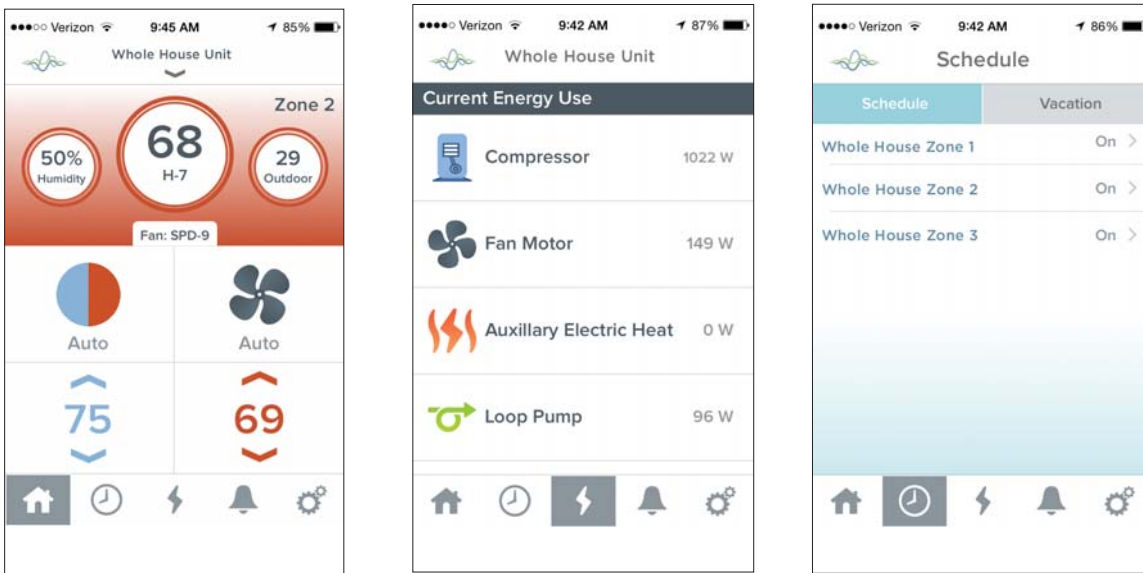 ●●●○○ Verizon 9:45 AM 85%
Whole House Unit
Zone 2
50%
Humidity
68
H-7
29
Outdoor
Fan: SPD-9
Auto
Auto
75
69
●●●●○ Verizon 9:42 AM 87%
Whole House Unit
Current Energy Use
Compressor 1022 W
Fan Motor 149 W
Auxillary Electric Heat 0 W
Loop Pump 96 W
●●●●○ Verizon 9:42 AM 86%
Schedule
Schedule Vacation
Whole House Zone 1 On >
Whole House Zone 2 On >
Whole House Zone 3 On >